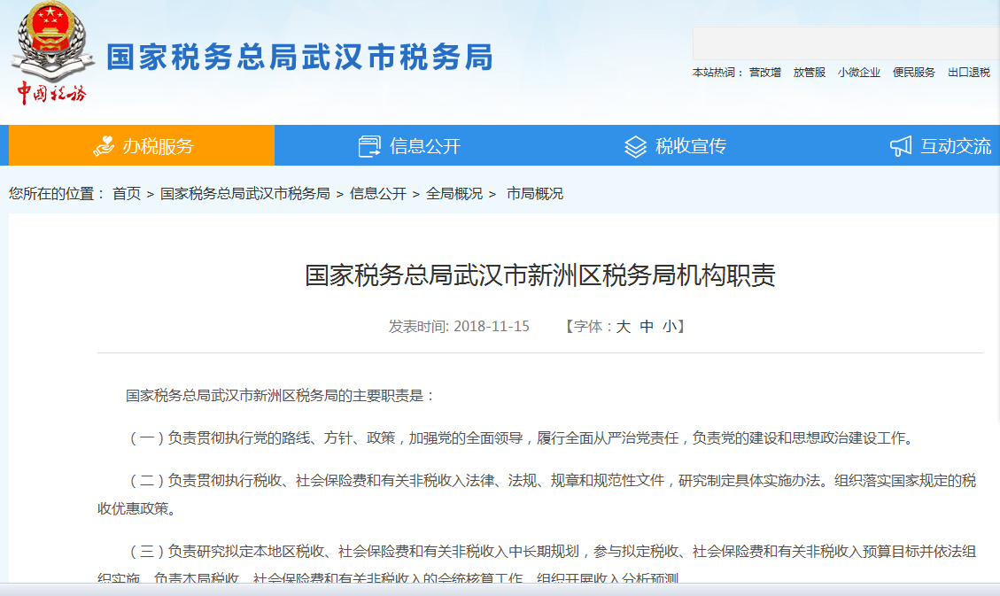 国家税务总局武汉市税务局
中国税务
本站热词： 营改增 放管服 小微企业 便民服务 出口退税
办税服务 信息公开 税收宣传 互动交流
您所在的位置： 首页 > 国家税务总局武汉市税务局 > 信息公开 > 全局概况 > 市局概况
国家税务总局武汉市新洲区税务局机构职责
发表时间: 2018-11-15 【字体：大 中 小】
国家税务总局武汉市新洲区税务局的主要职责是：
（一）负责贯彻执行党的路线、方针、政策，加强党的全面领导，履行全面从严治党责任，负责党的建设和思想政治建设工作。
（二）负责贯彻执行税收、社会保险费和有关非税收入法律、法规、规章和规范性文件，研究制定具体实施办法。组织落实国家规定的税
收优惠政策。
（三）负责研究拟定本地区税收、社会保险费和有关非税收入中长期规划，参与拟定税收、社会保险费和有关非税收入预算目标并依法组
织实施。负责本局税收、社会保险费和有关非税收入的会统核算工作。组织开展收入分析预测